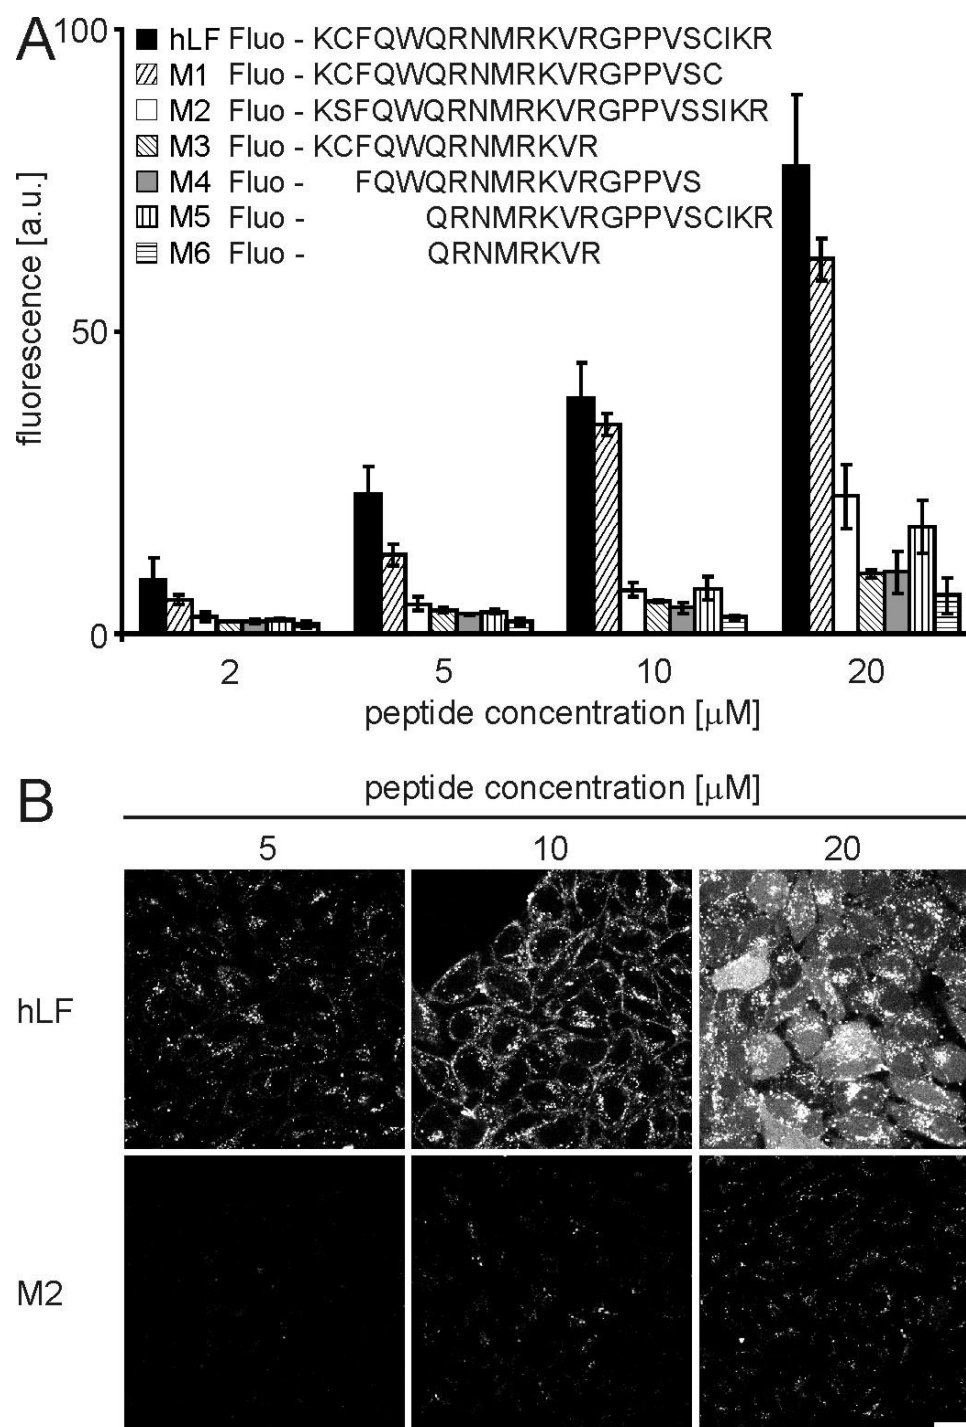 A
100
hLF Fluo - KCFQWQRNMRKVRGPPVSCIKR
M1 Fluo - KCFQWQRNMRKVRGPPVSC
M2 Fluo - KSFQWQRNMRKVRGPPVSSIKR
M3 Fluo - KCFQWQRNMRKVR
M4 Fluo - FQWQRNMRKVRGPPVS
M5 Fluo - QRNMRKVRGPPVSCIKR
M6 Fluo - QRNMRKVR
fluorescence [a.u.]
50
0
2 5 10 20
peptide concentration [μM]
B
peptide concentration [μM]
5 10 20
hLF
M2